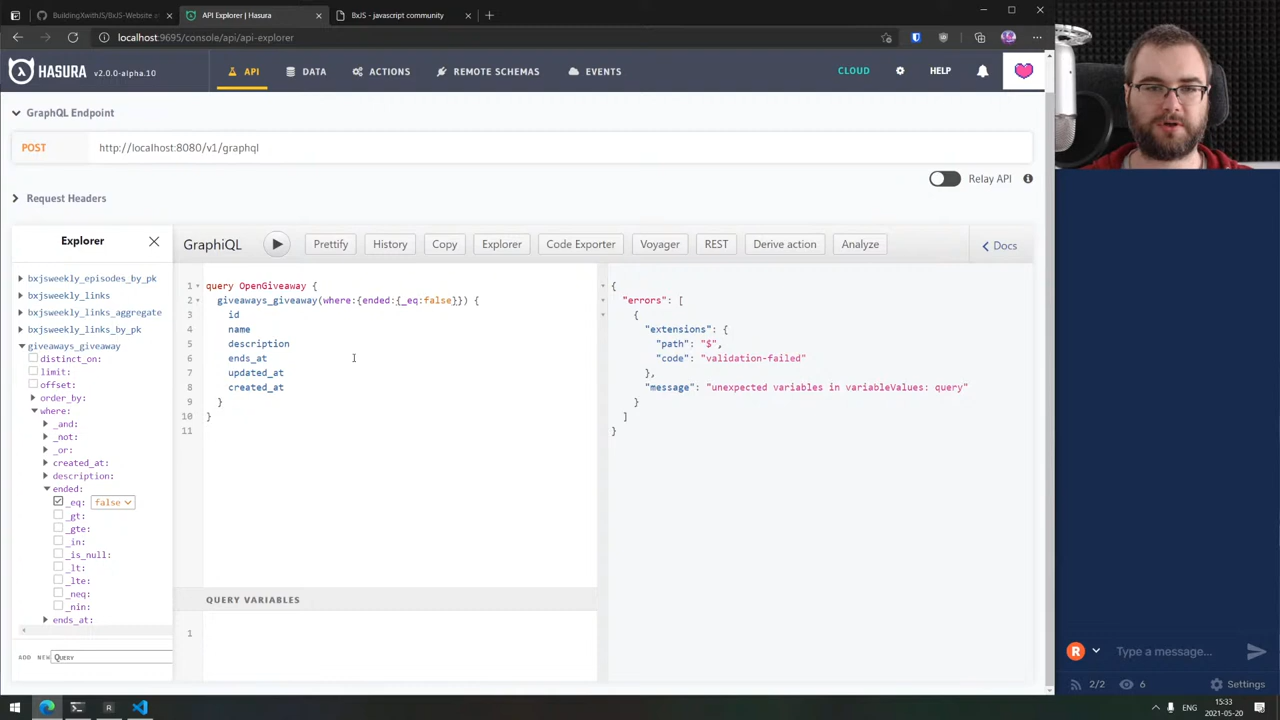 BuildingXwithJS/BxJS-Website
API Explorer | Hasura
BxJS - javascript community
localhost:9695/console/api/api-explorer
HASURA v2.0.0-alpha.10
API
DATA
ACTIONS
REMOTE SCHEMAS
EVENTS
CLOUD
HELP
GraphQL Endpoint
POST
http://localhost:8080/v1/graphql
Relay API
Request Headers
Explorer
GraphiQL
Prettify
History
Copy
Explorer
Code Exporter
Voyager
REST
Derive action
Analyze
Docs
bxjsweekly_episodes_by_pk
bxjsweekly_links
bxjsweekly_links_aggregate
bxjsweekly_links_by_pk
giveaways_giveaway
distinct_on:
limit:
offset:
order_by:
where:
_and:
_not:
_or:
created_at:
description:
ended:
_eq: false
_gt:
_gte:
_in:
_is_null:
_lt:
_lte:
_neq:
_nin:
ends_at:
ADD NEW QUERY
1 query OpenGiveaway {
2 giveaways_giveaway(where:{ended:{_eq:false}}) {
3 id
4 name
5 description
6 ends_at
7 updated_at
8 created_at
9 }
10 }
11
QUERY VARIABLES
1
{
"errors": [
{
"extensions": {
"path": "$",
"code": "validation-failed"
},
"message": "unexpected variables in variableValues: query"
}
]
}
R
Type a message...
2/2
6
Settings
ENG
15:33
2021-05-20